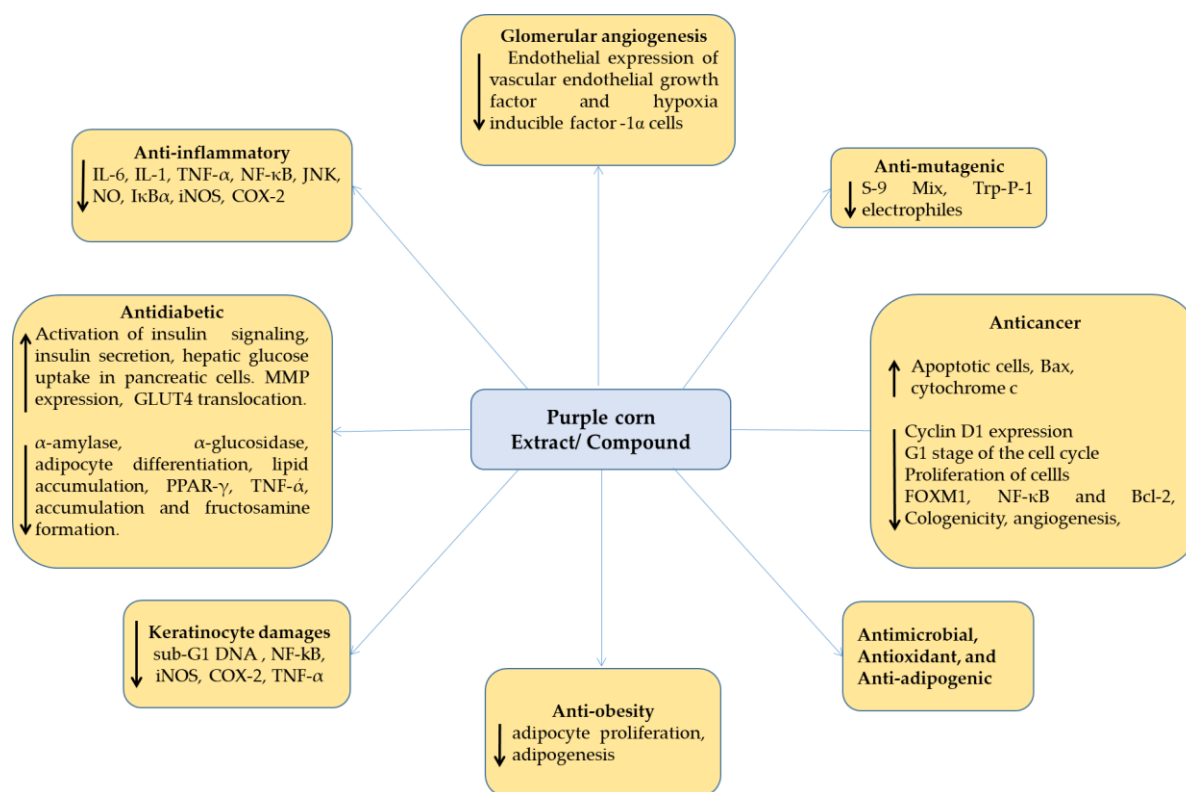 Glomerular angiogenesis
Endothelial expression of
vascular endothelial growth
factor and hypoxia
inducible factor -1α cells
Anti-inflammatory
IL-6, IL-1, TNF-α, NF-κB, JNK,
NO, IκBα, iNOS, COX-2
Anti-mutagenic
S-9 Mix, Trp-P-1
electrophiles
Antidiabetic
Activation of insulin signaling,
insulin secretion, hepatic glucose
uptake in pancreatic cells. MMP
expression, GLUT4 translocation.
α-amylase, α-glucosidase,
adipocyte differentiation, lipid
accumulation, PPAR-γ, TNF-ά,
accumulation and fructosamine
formation.
Purple corn
Extract/ Compound
Anticancer
Apoptotic cells, Bax,
cytochrome c
Cyclin D1 expression
G1 stage of the cell cycle
Proliferation of cellls
FOXM1, NF-κB and Bcl-2,
Cologenicity, angiogenesis,
Keratinocyte damages
sub-G1 DNA , NF-kB,
iNOS, COX-2, TNF-α
Anti-obesity
adipocyte proliferation,
adipogenesis
Antimicrobial,
Antioxidant, and
Anti-adipogenic